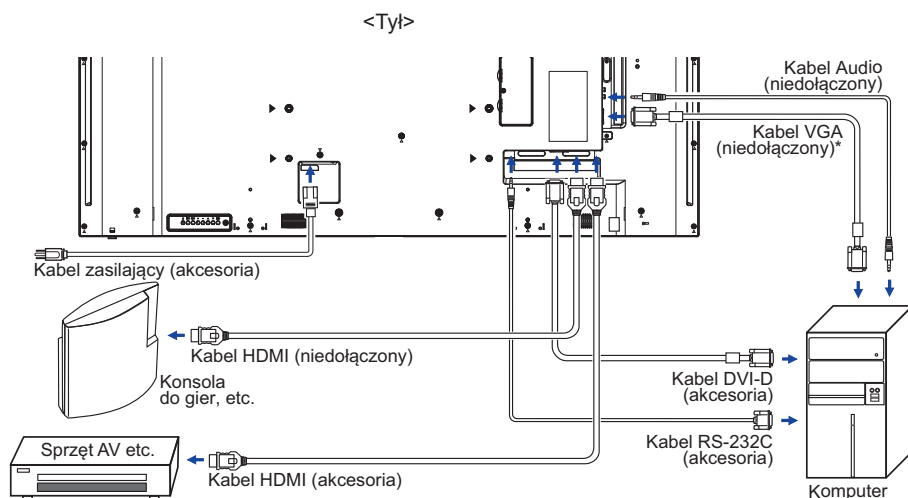 <Tył>
Kabel Audio
(niedołączony)
Kabel VGA
(niedołączony)*
Kabel zasilający (akcesoria)
Kabel HDMI (niedołączony)
Konsola
do gier, etc.
Kabel DVI-D
(akcesoria)
Sprzęt AV etc.
Kabel RS-232C
(akcesoria)
Kabel HDMI (akcesoria)
Komputer